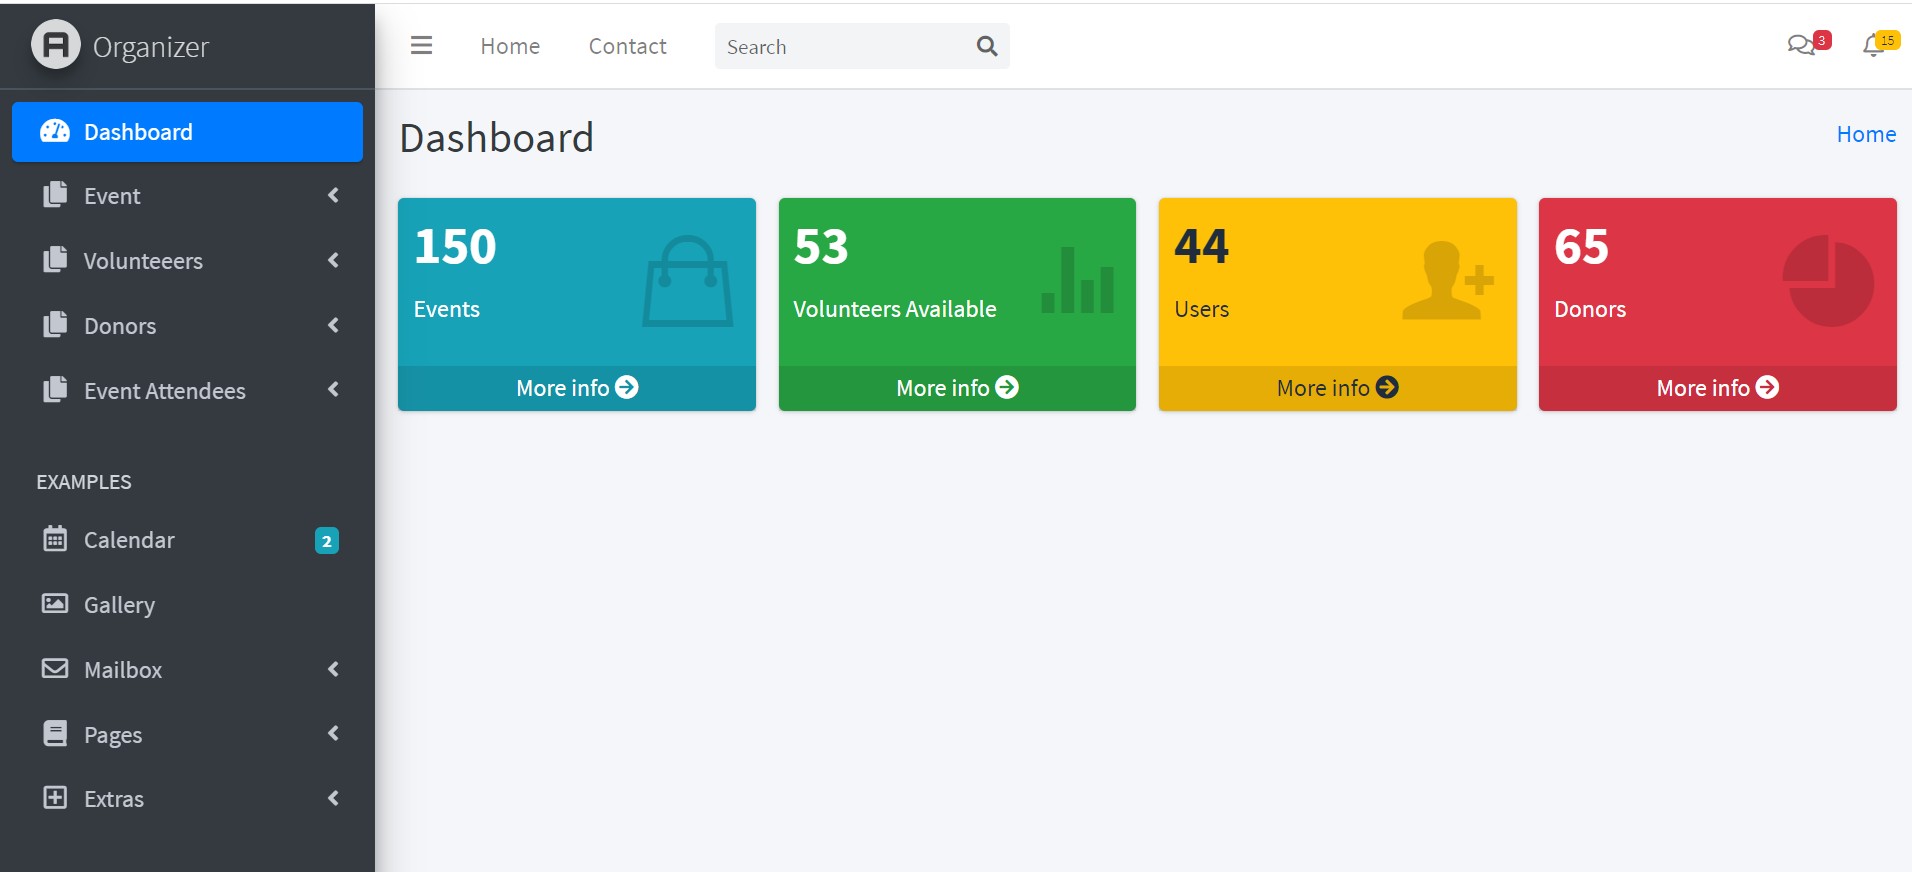 Organizer
Home Contact Search 3 15
Dashboard
Event
Volunteeers
Donors
Event Attendees
EXAMPLES
Calendar 2
Gallery
Mailbox
Pages
Extras
Dashboard Home
150
Events
More info
53
Volunteers Available
More info
44
Users
More info
65
Donors
More info